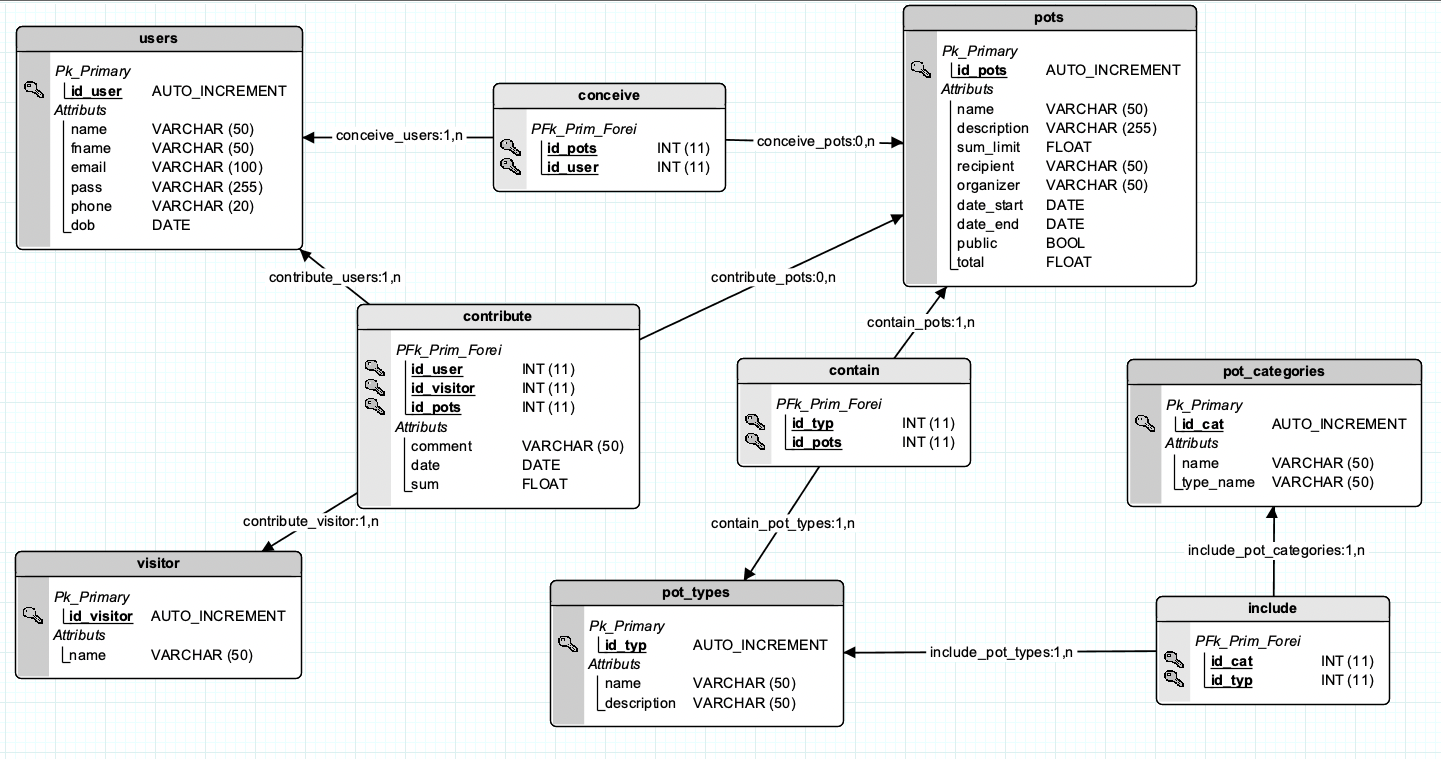 users
Pk_Primary
id_user AUTO_INCREMENT
Attributs
name VARCHAR (50)
fname VARCHAR (50)
email VARCHAR (100)
pass VARCHAR (255)
phone VARCHAR (20)
dob DATE
conceive_users:1,n
conceive
PFk_Prim_Forei
id_pots INT (11)
id_user INT (11)
conceive_pots:0,n
pots
Pk_Primary
id_pots AUTO_INCREMENT
Attributs
name VARCHAR (50)
description VARCHAR (255)
sum_limit FLOAT
recipient VARCHAR (50)
organizer VARCHAR (50)
date_start DATE
date_end DATE
public BOOL
total FLOAT
contribute_users:1,n
contribute_pots:0,n
contribute
PFk_Prim_Forei
id_user INT (11)
id_visitor INT (11)
id_pots INT (11)
Attributs
comment VARCHAR (50)
date DATE
sum FLOAT
contain_pots:1,n
contain
PFk_Prim_Forei
id_typ INT (11)
id_pots INT (11)
pot_categories
Pk_Primary
id_cat AUTO_INCREMENT
Attributs
name VARCHAR (50)
type_name VARCHAR (50)
contribute_visitor:1,n
contain_pot_types:1,n
include_pot_categories:1,n
visitor
Pk_Primary
id_visitor AUTO_INCREMENT
Attributs
name VARCHAR (50)
pot_types
Pk_Primary
id_typ AUTO_INCREMENT
Attributs
name VARCHAR (50)
description VARCHAR (50)
include_pot_types:1,n
include
PFk_Prim_Forei
id_cat INT (11)
id_typ INT (11)